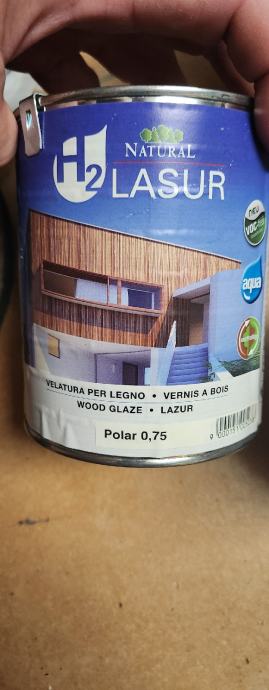 NATURAL
H2
LASUR
aqua
VELATURA PER LEGNO • VERNIS A BOIS
WOOD GLAZE • LAZUR
Polar 0,75